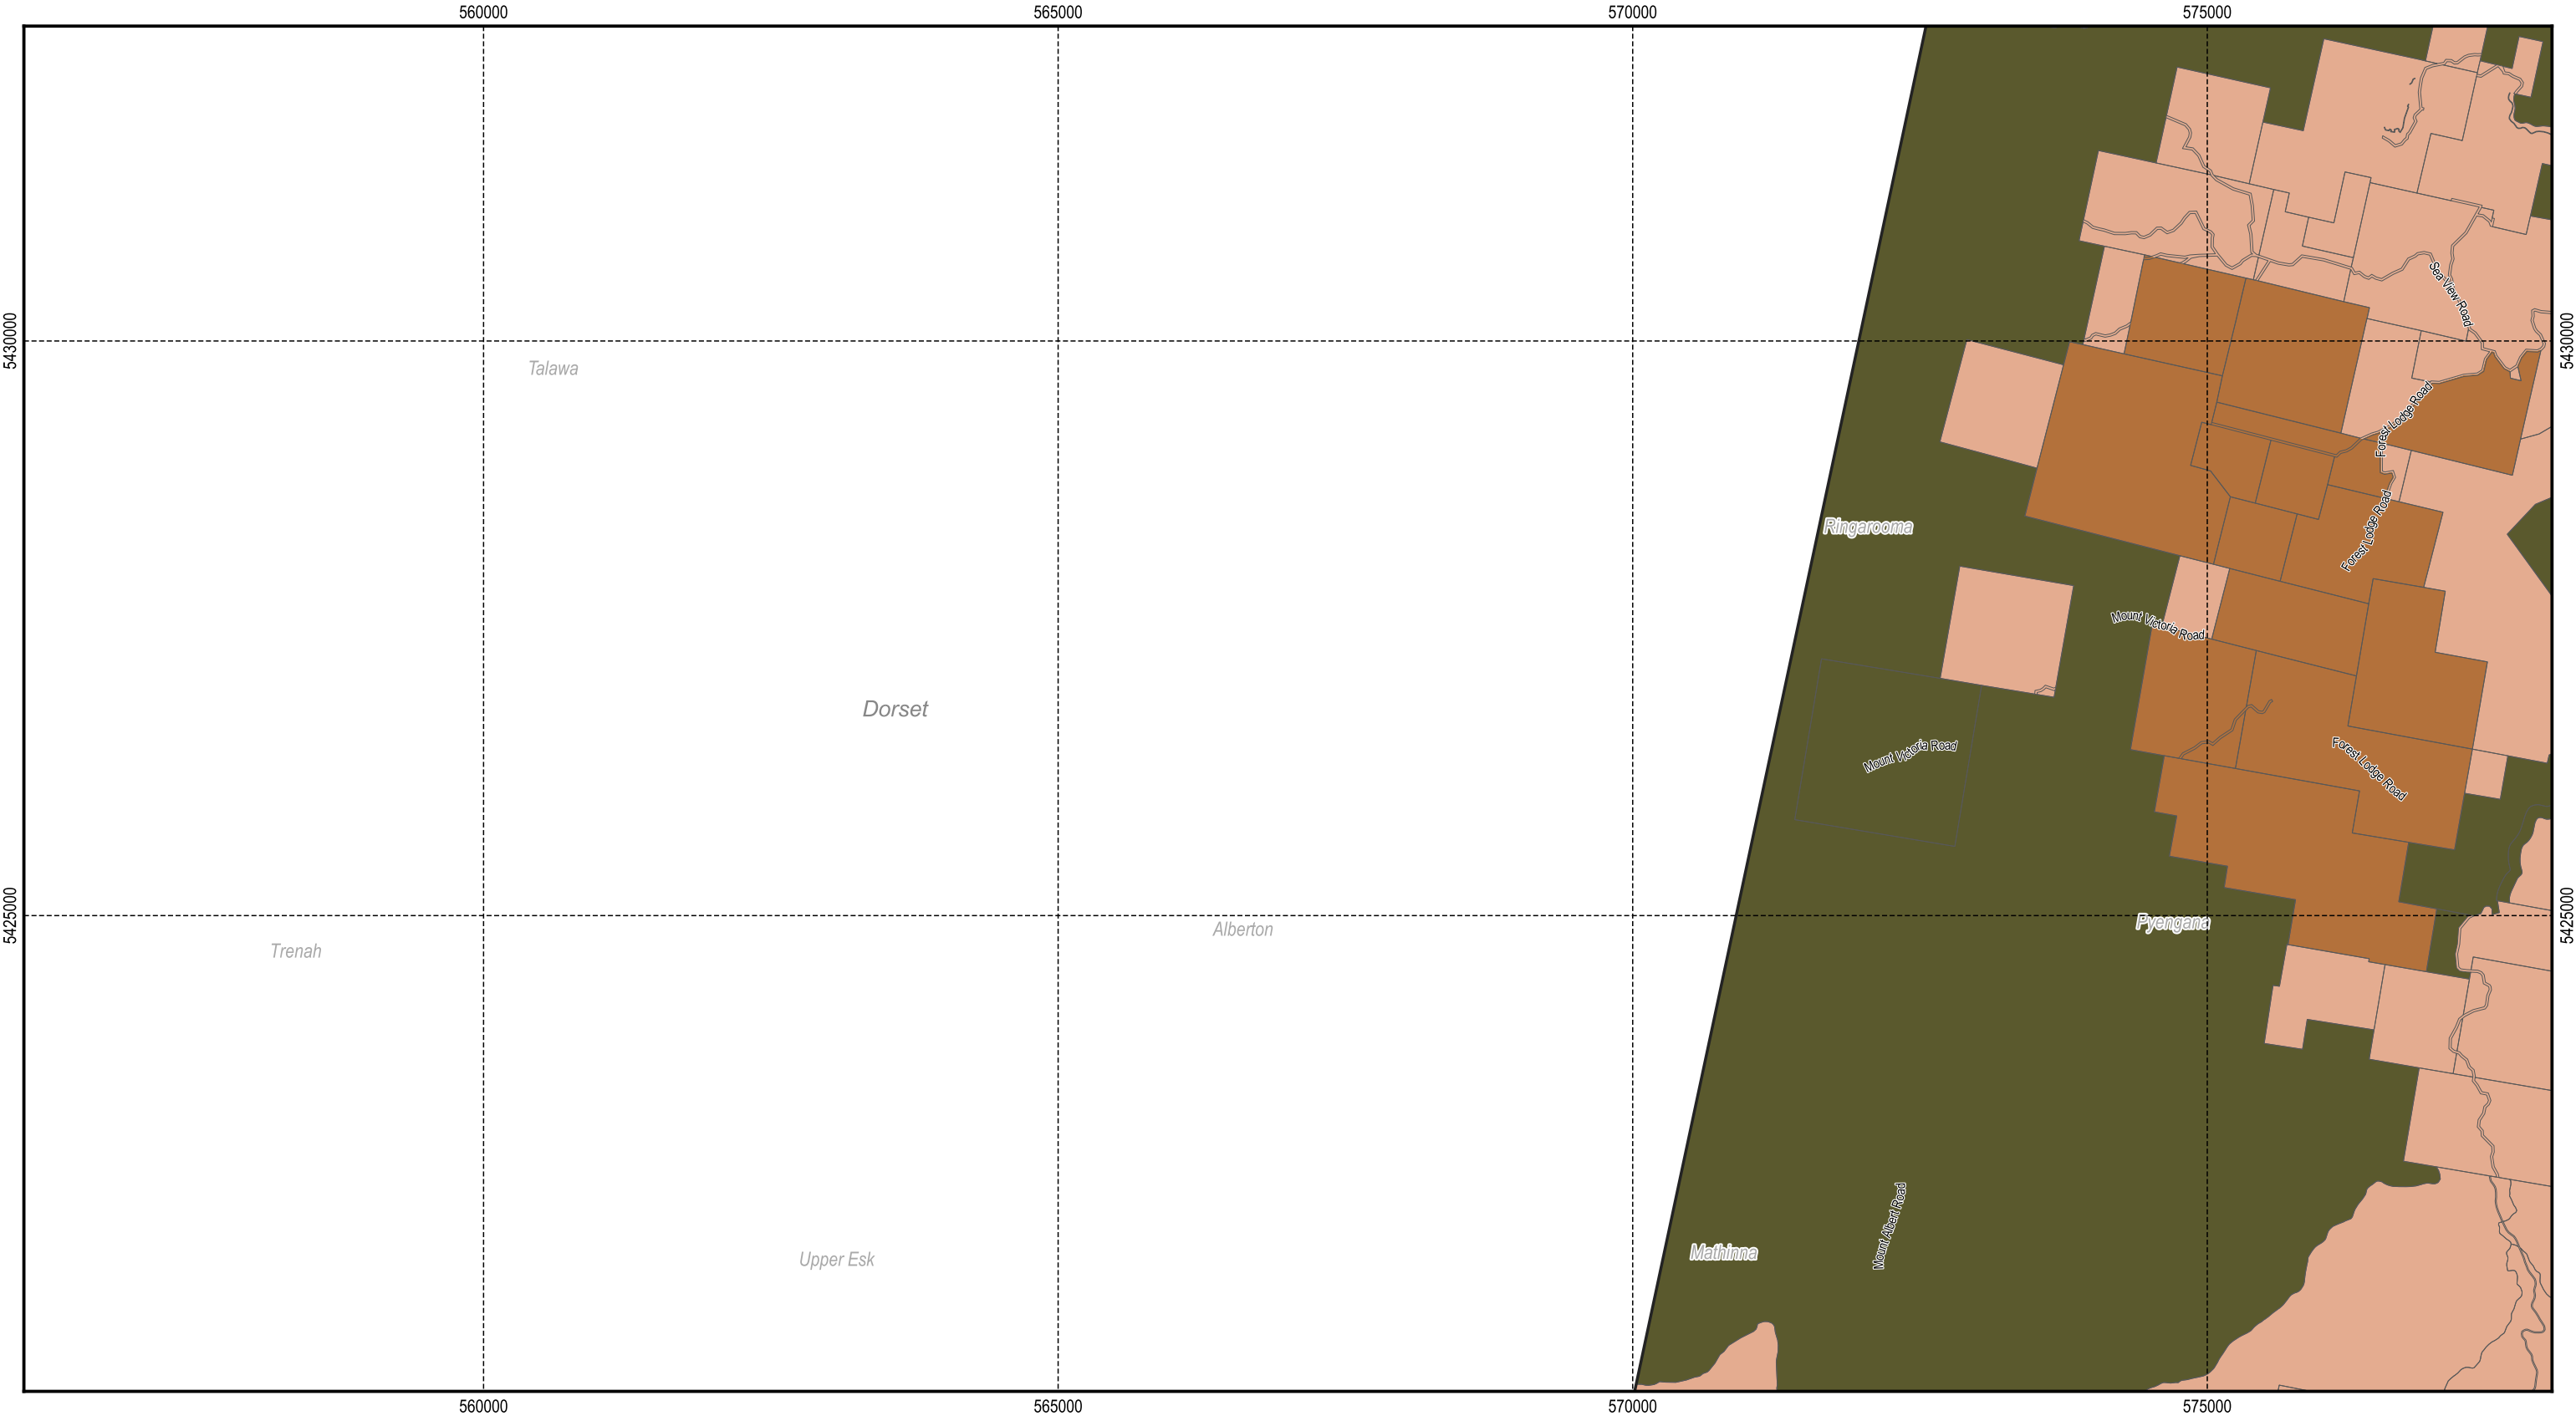 560000
565000
570000
575000
Sea View Road
5430000
5430000
Talawa
Forest Lodge Road
Ringarooma
Forest Lodge Road
Mount Victoria Road
Dorset
Mount Victoria Road
Forest Lodge Road
5425000
5425000
Pyengana
Alberton
Trenah
Mount Albert Road
Mathinna
Upper Esk
560000
565000
570000
575000